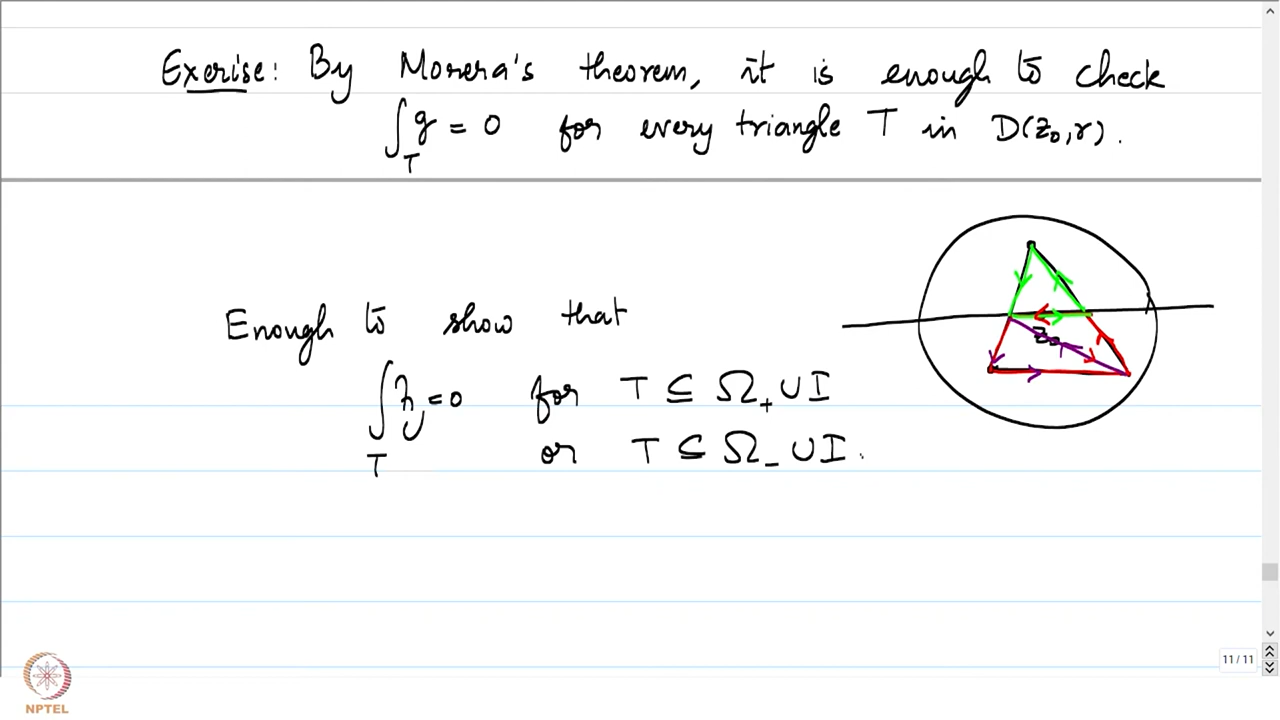 Exercise: By Morera's theorem, it is enough to check
∫_T g = 0 for every triangle T in D(z₀,r).
z₀
Enough to show that
∫_T h = 0 for T ⊆ Ω₊ ∪ I
or T ⊆ Ω₋ ∪ I.
11 / 11
NPTEL